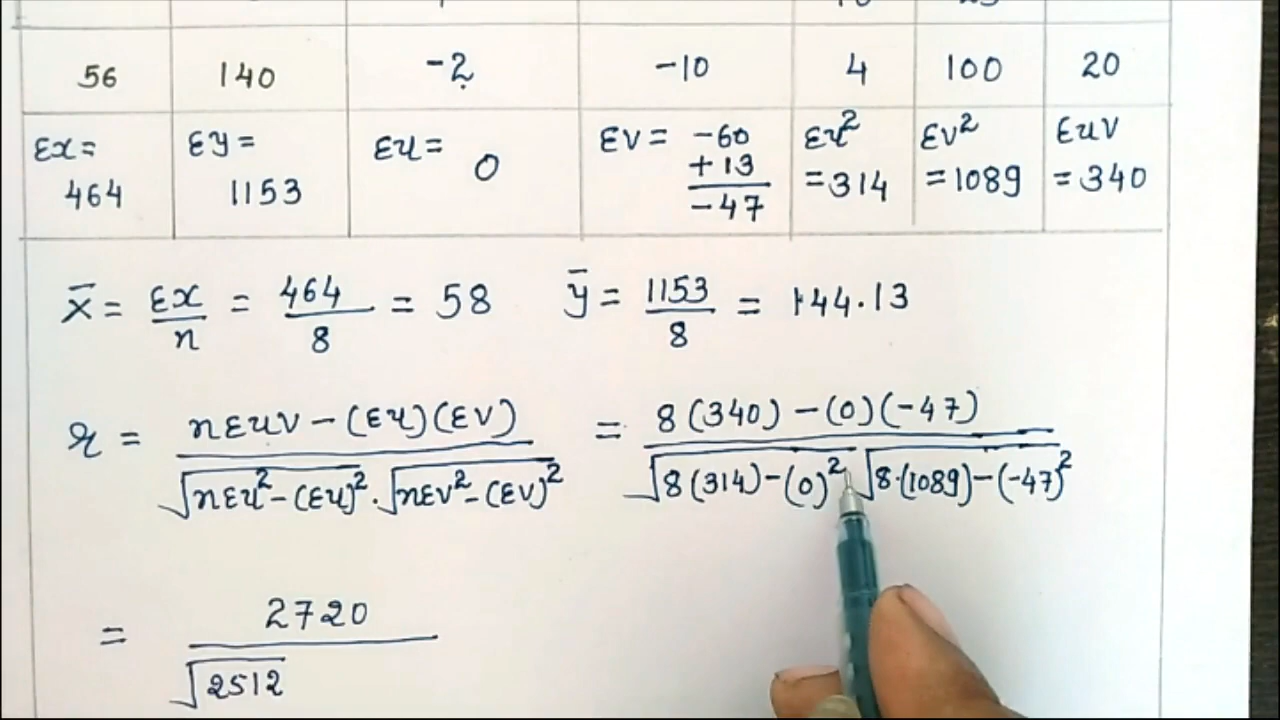 56 140 -2 -10 4 100 20
Σx= 464 Σy= 1153 Σu= 0 Σv= -60 +13 -47 Σu² =314 Σv² =1089 Σuv =340
x̄ = Σx/n = 464/8 = 58 ȳ = 1153/8 = 144.13
r = nΣuv-(Σu)(Σv) / √nΣu²-(Σu)² · √nΣv²-(Σv)² = 8(340)-(0)(-47) / √8(314)-(0)² √8·(1089)-(-47)²
= 2720 / √2512